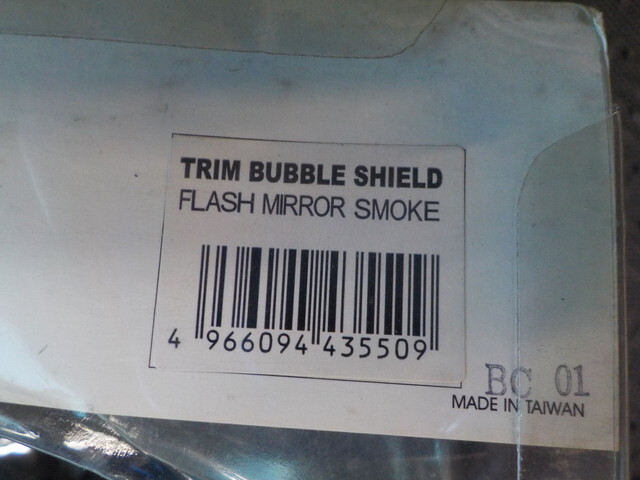 TRIM BUBBLE SHIELD
FLASH MIRROR SMOKE
4 966094 435509
BC 01
MADE IN TAIWAN